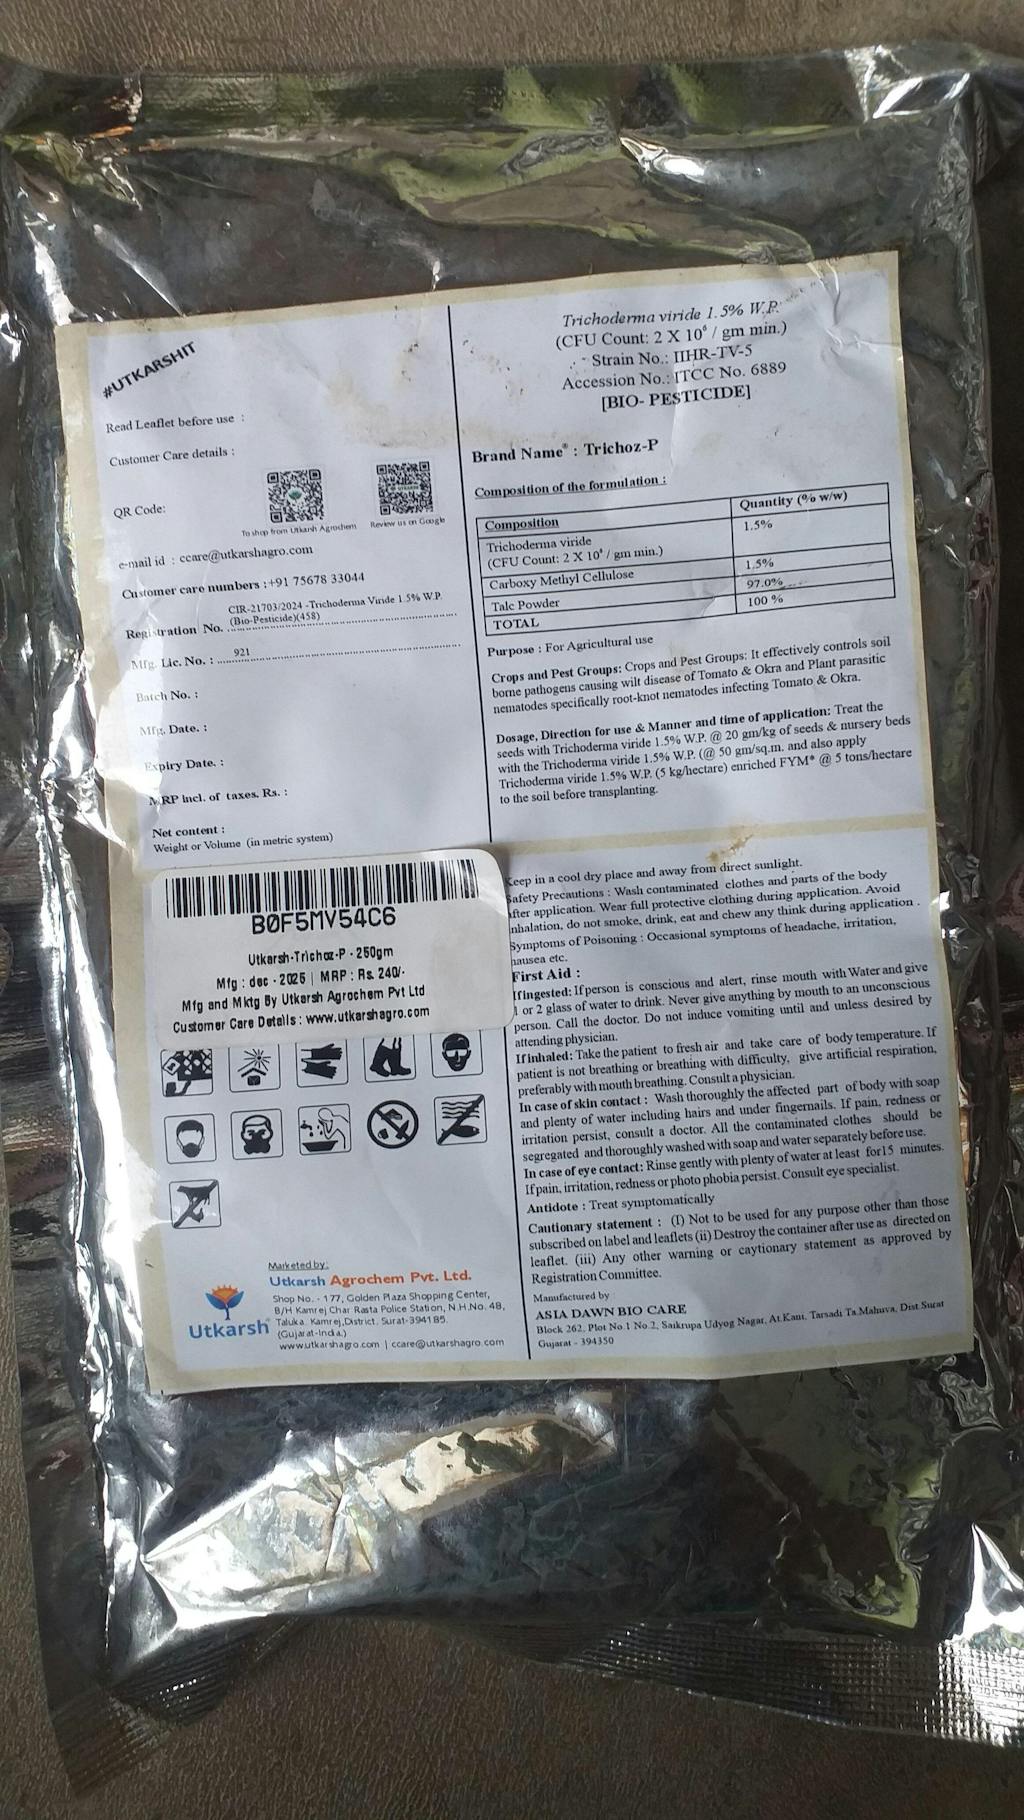 #UTKARSHIT
Read Leaflet before use :
Customer Care details :
QR Code:
To shop from Utkarsh Agrochem
Review us on Google
e-mail id : ccare@utkarshagro.com
Customer care numbers :+91 75678 33044
CIR-21703/2024 -Trichoderma Viride 1.5% W.P.
(Bio-Pesticide)(458)
Registration No.
Mfg. Lic. No. : 921
Batch No. :
Mfg. Date. :
Expiry Date. :
MRP Incl. of taxes. Rs. :
Net content :
Weight or Volume (in metric system)
B0F5MV54C6
Utkarsh-Trichoz-P - 250gm
Mfg : dec - 2025 | MRP : Rs. 240/-
Mfg and Mktg By Utkarsh Agrochem Pvt Ltd
Customer Care Details : www.utkarshagro.com
Marketed by:
Utkarsh Agrochem Pvt. Ltd.
Shop No. - 177, Golden Plaza Shopping Center,
B/H Kamrej Char Rasta Police Station, N.H.No. 48,
Taluka. Kamrej,District. Surat-394185.
(Gujarat-India.)
www.utkarshagro.com | ccare@utkarshagro.com
Utkarsh
Trichoderma viride 1.5% W.P.
(CFU Count: 2 X 10⁶ / gm min.)
Strain No.: IIHR-TV-5
Accession No.: ITCC No. 6889
[BIO- PESTICIDE]
Brand Name® : Trichoz-P
Composition of the formulation :
Composition Quantity (% w/w)
Trichoderma viride 1.5%
(CFU Count: 2 X 10⁶ / gm min.)
Carboxy Methyl Cellulose 1.5%
Talc Powder 97.0%
TOTAL 100 %
Purpose : For Agricultural use
Crops and Pest Groups: Crops and Pest Groups: It effectively controls soil
borne pathogens causing wilt disease of Tomato & Okra and Plant parasitic
nematodes specifically root-knot nematodes infecting Tomato & Okra.
Dosage, Direction for use & Manner and time of application: Treat the
seeds with Trichoderma viride 1.5% W.P. @ 20 gm/kg of seeds & nursery beds
with the Trichoderma viride 1.5% W.P. (@ 50 gm/sq.m. and also apply
Trichoderma viride 1.5% W.P. (5 kg/hectare) enriched FYM* @ 5 tons/hectare
to the soil before transplanting.
Keep in a cool dry place and away from direct sunlight.
Safety Precautions : Wash contaminated clothes and parts of the body
after application. Wear full protective clothing during application. Avoid
inhalation, do not smoke, drink, eat and chew any think during application .
Symptoms of Poisoning : Occasional symptoms of headache, irritation,
nausea etc.
First Aid :
If ingested: If person is conscious and alert, rinse mouth with Water and give
1 or 2 glass of water to drink. Never give anything by mouth to an unconscious
person. Call the doctor. Do not induce vomiting until and unless desired by
attending physician.
If inhaled: Take the patient to fresh air and take care of body temperature. If
patient is not breathing or breathing with difficulty, give artificial respiration,
preferably with mouth breathing. Consult a physician.
In case of skin contact : Wash thoroughly the affected part of body with soap
and plenty of water including hairs and under fingernails. If pain, redness or
irritation persist, consult a doctor. All the contaminated clothes should be
segregated and thoroughly washed with soap and water separately before use.
In case of eye contact: Rinse gently with plenty of water at least for15 minutes.
If pain, irritation, redness or photo phobia persist. Consult eye specialist.
Antidote : Treat symptomatically
Cautionary statement : (I) Not to be used for any purpose other than those
subscribed on label and leaflets (ii) Destroy the container after use as directed on
leaflet. (iii) Any other warning or caytionary statement as approved by
Registration Committee.
Manufactured by
ASIA DAWN BIO CARE
Block 262, Plot No.1 No.2, Saikrupa Udyog Nagar, At.Kani, Tarsadi Ta.Mahuva, Dist.Surat
Gujarat - 394350